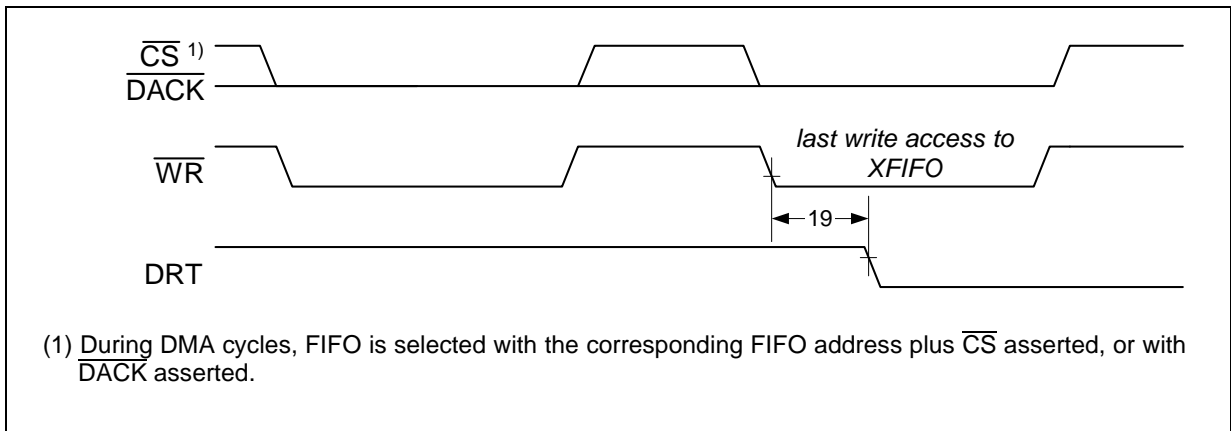 CS 1)
DACK
last write access to
XFIFO
WR
19
DRT
(1) During DMA cycles, FIFO is selected with the corresponding FIFO address plus CS asserted, or with
DACK asserted.